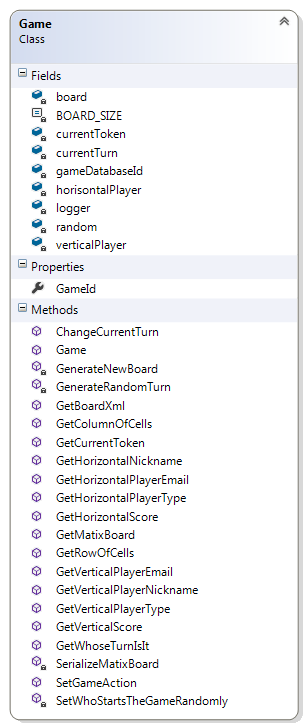 Game
Class
Fields
board
BOARD_SIZE
currentToken
currentTurn
gameDatabaseId
horisontalPlayer
logger
random
verticalPlayer
Properties
GameId
Methods
ChangeCurrentTurn
Game
GenerateNewBoard
GenerateRandomTurn
GetBoardXml
GetColumnOfCells
GetCurrentToken
GetHorizontalNickname
GetHorizontalPlayerEmail
GetHorizontalPlayerType
GetHorizontalScore
GetMatixBoard
GetRowOfCells
GetVerticalPlayerEmail
GetVerticalPlayerNickname
GetVerticalPlayerType
GetVerticalScore
GetWhoseTurnIsIt
SerializeMatixBoard
SetGameAction
SetWhoStartsTheGameRandomly